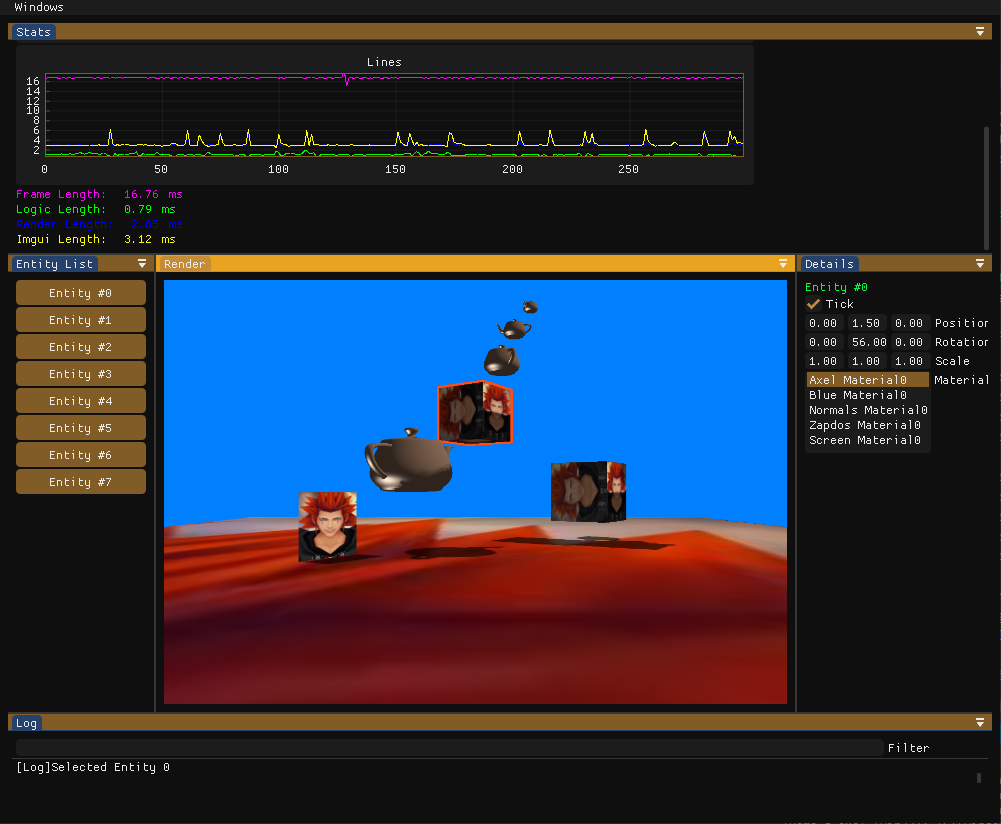 Windows
Stats
Lines
16
14
12
10
8
6
4
2
0 50 100 150 200 250
Frame Length: 16.76 ms
Logic Length: 0.79 ms
Render Length: 2.85 ms
Imgui Length: 3.12 ms
Entity List
Entity #0
Entity #1
Entity #2
Entity #3
Entity #4
Entity #5
Entity #6
Entity #7
Render
Details
Entity #0
Tick
0.00 1.50 0.00 Position
0.00 56.00 0.00 Rotation
1.00 1.00 1.00 Scale
Axel Material0 Material
Blue Material0
Normals Material0
Zapdos Material0
Screen Material0
Log
Filter
[Log]Selected Entity 0